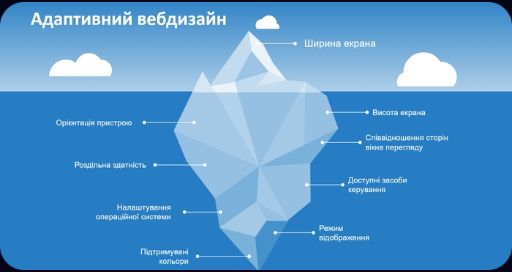 Адаптивний вебдизайн
Ширина екрана
Орієнтація пристрою
Висота екрана
Співвідношення сторін
вікна перегляду
Роздільна здатність
Доступні засоби
керування
Налаштування
операційної системи
Режим
відображення
Підтримувані
кольори